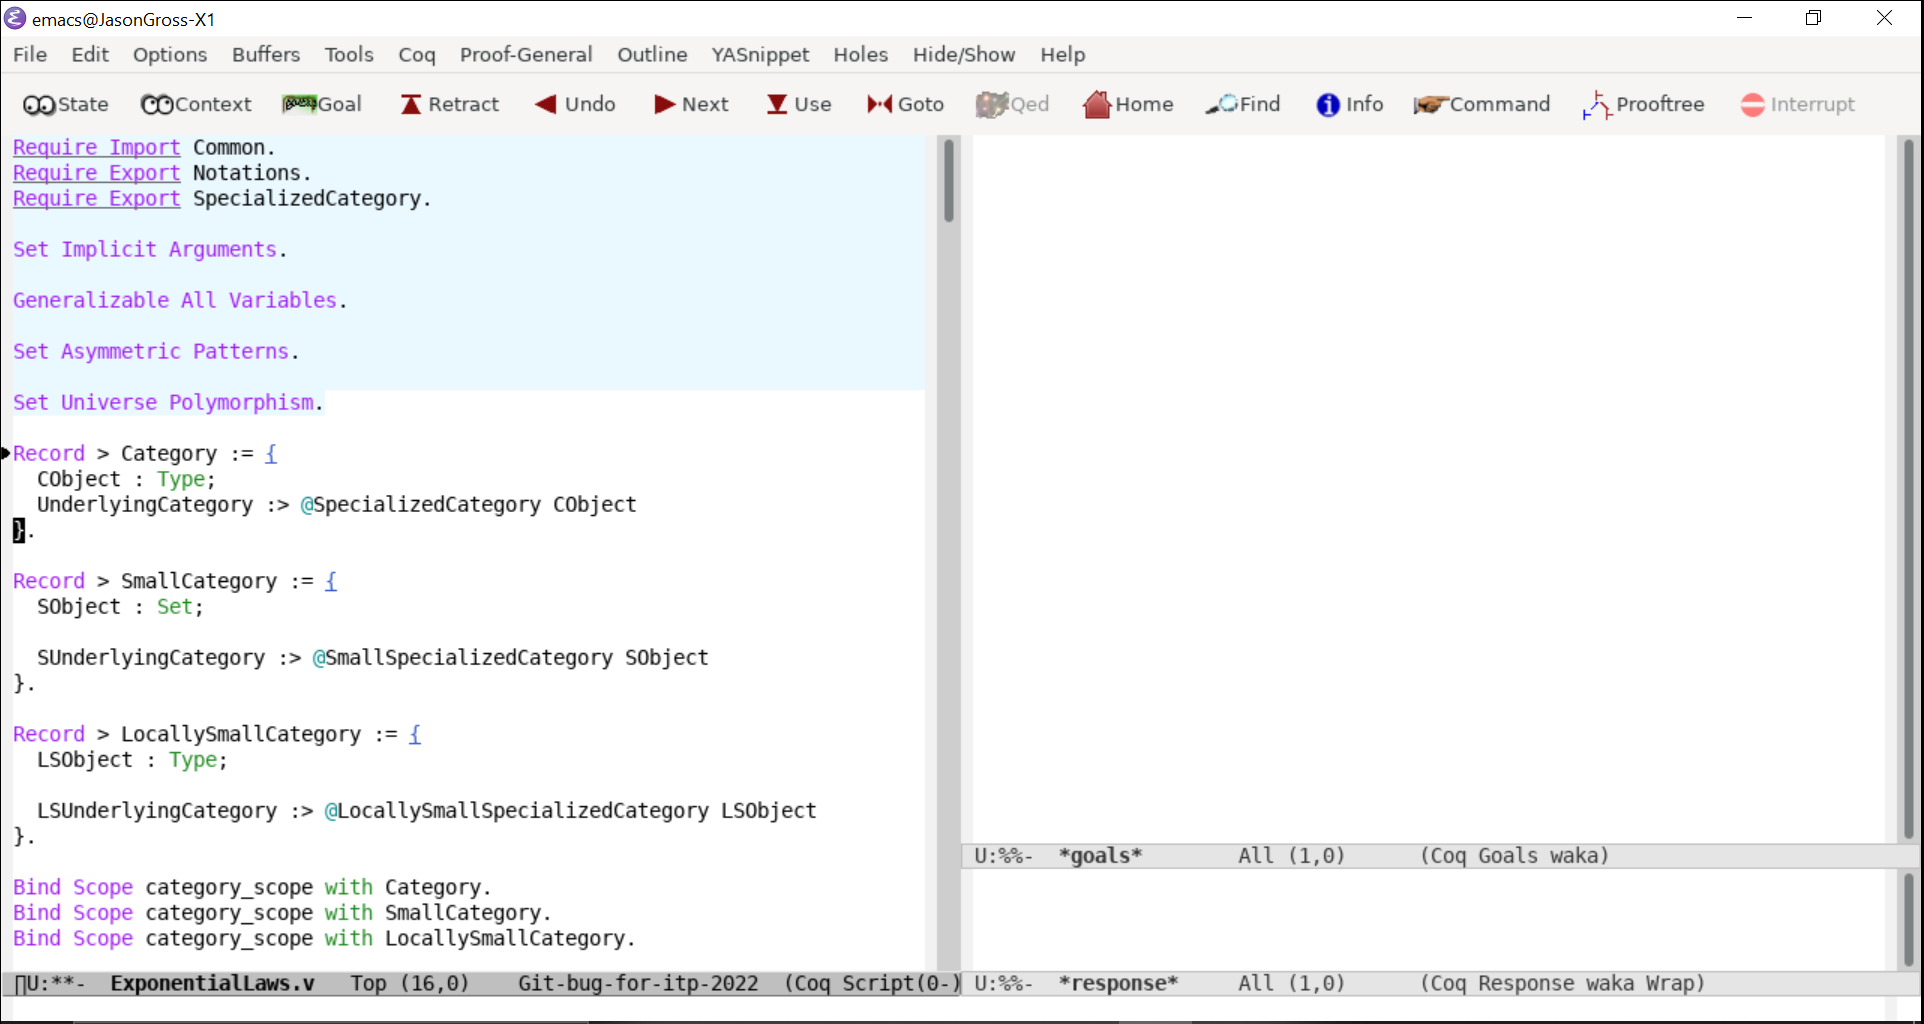 emacs@JasonGross-X1
File Edit Options Buffers Tools Coq Proof-General Outline YASnippet Holes Hide/Show Help
State Context Goal Retract Undo Next Use Goto Qed Home Find Info Command Prooftree Interrupt
Require Import Common.
Require Export Notations.
Require Export SpecializedCategory.
Set Implicit Arguments.
Generalizable All Variables.
Set Asymmetric Patterns.
Set Universe Polymorphism.
Record > Category := {
  CObject : Type;
  UnderlyingCategory :> @SpecializedCategory CObject
}.
Record > SmallCategory := {
  SObject : Set;
  SUnderlyingCategory :> @SmallSpecializedCategory SObject
}.
Record > LocallySmallCategory := {
  LSObject : Type;
  LSUnderlyingCategory :> @LocallySmallSpecializedCategory LSObject
}.
Bind Scope category_scope with Category.
Bind Scope category_scope with SmallCategory.
Bind Scope category_scope with LocallySmallCategory.
U:**-  ExponentialLaws.v   Top (16,0)    Git-bug-for-itp-2022  (Coq Script(0-)
U:%%-  *goals*        All (1,0)      (Coq Goals waka)
U:%%-  *response*     All (1,0)      (Coq Response waka Wrap)